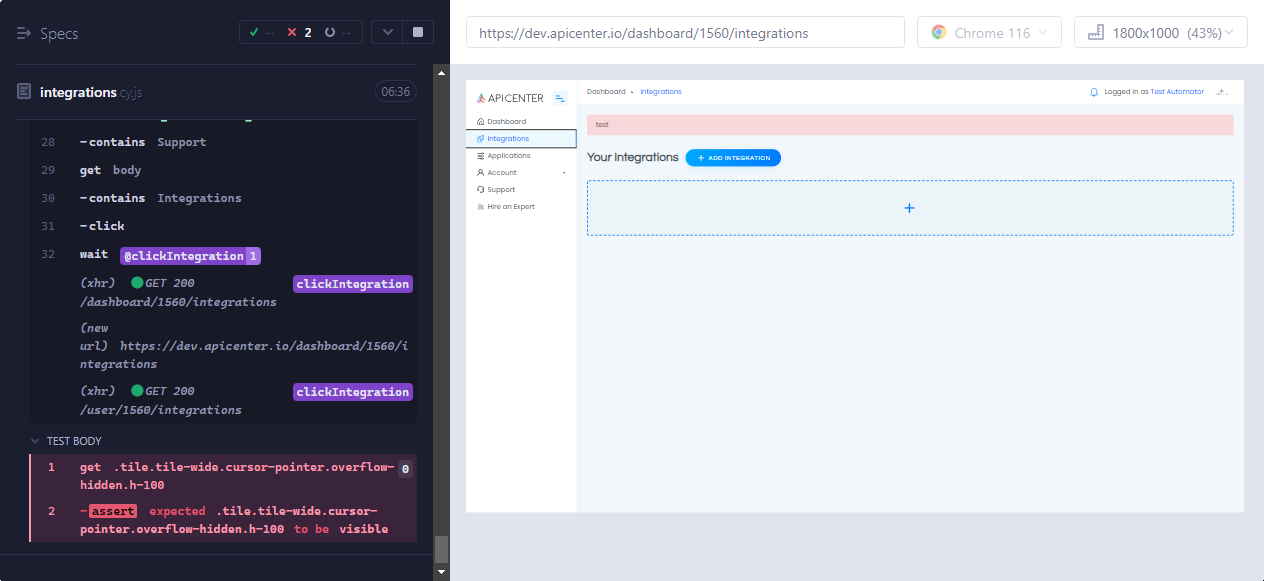 Specs
-- 2 --
integrations.cy.js
06:36
28 -contains Support
29 get body
30 -contains Integrations
31 -click
32 wait @clickIntegration 1
(xhr) GET 200 clickIntegration
/dashboard/1560/integrations
(new
url) https://dev.apicenter.io/dashboard/1560/i
ntegrations
(xhr) GET 200 clickIntegration
/user/1560/integrations
TEST BODY
1 get .tile.tile-wide.cursor-pointer.overflow- 0
hidden.h-100
2 -assert expected .tile.tile-wide.cursor-
pointer.overflow-hidden.h-100 to be visible
https://dev.apicenter.io/dashboard/1560/integrations
Chrome 116
1800x1000 (43%)
APICENTER
Dashboard
Integrations
Applications
Account
Support
Hire an Expert
Dashboard • Integrations
Logged in as Test Automator
test
Your Integrations
+ ADD INTEGRATION
+